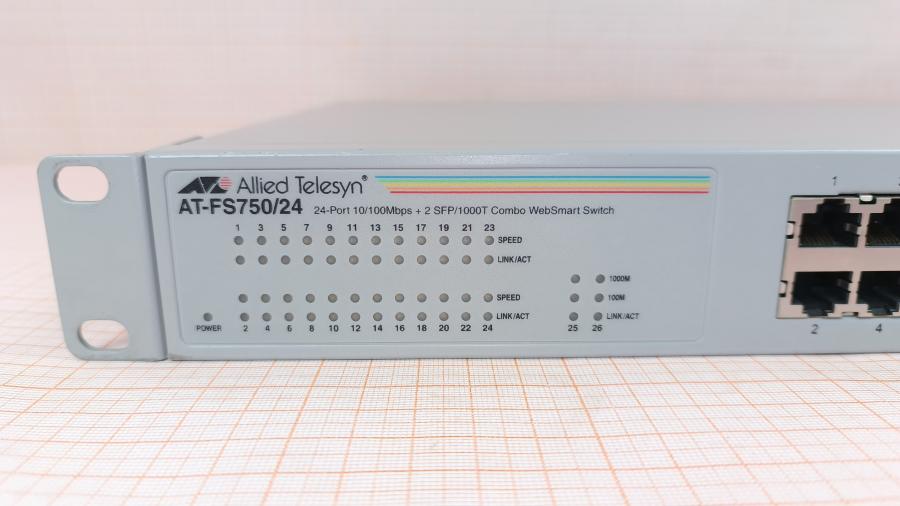 Allied Telesyn®
AT-FS750/24 24-Port 10/100Mbps + 2 SFP/1000T Combo WebSmart Switch
1 3 5 7 9 11 13 15 17 19 21 23
SPEED
LINK/ACT
1000M
SPEED 100M
POWER LINK/ACT LINK/ACT
2 4 6 8 10 12 14 16 18 20 22 24 25 26
1
2 4